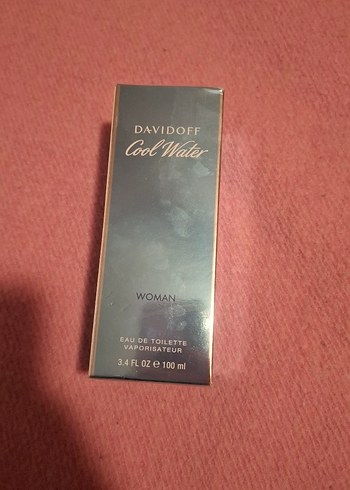 DAVIDOFF
Cool Water
WOMAN
EAU DE TOILETTE
VAPORISATEUR
3.4 FL OZ ℮ 100 ml